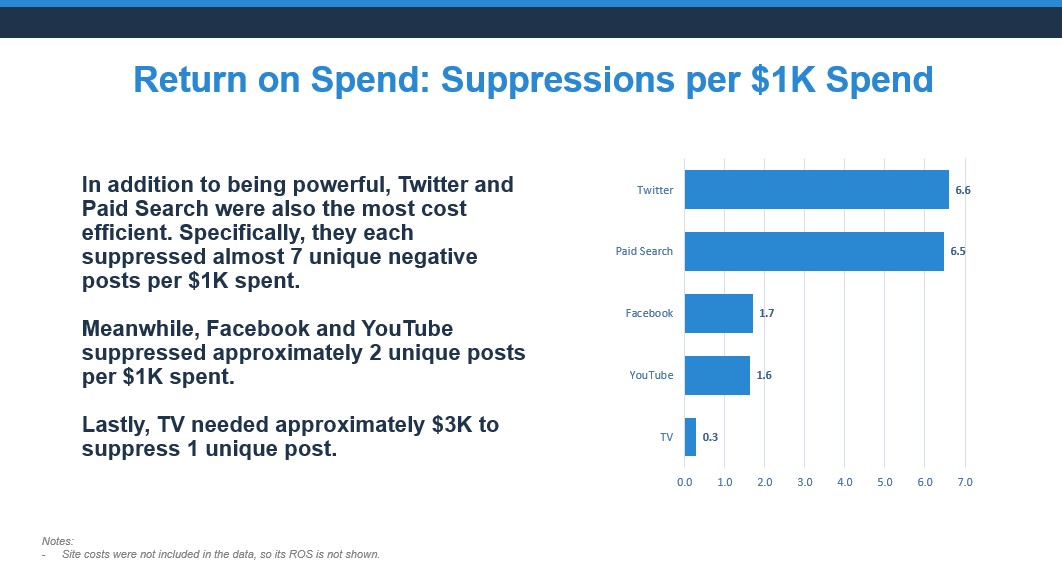 Return on Spend: Suppressions per $1K Spend
In addition to being powerful, Twitter and
Paid Search were also the most cost
efficient. Specifically, they each
suppressed almost 7 unique negative
posts per $1K spent.
Meanwhile, Facebook and YouTube
suppressed approximately 2 unique posts
per $1K spent.
Lastly, TV needed approximately $3K to
suppress 1 unique post.
Twitter 6.6
Paid Search 6.5
Facebook 1.7
YouTube 1.6
TV 0.3
0.0 1.0 2.0 3.0 4.0 5.0 6.0 7.0
Notes:
- Site costs were not included in the data, so its ROS is not shown.